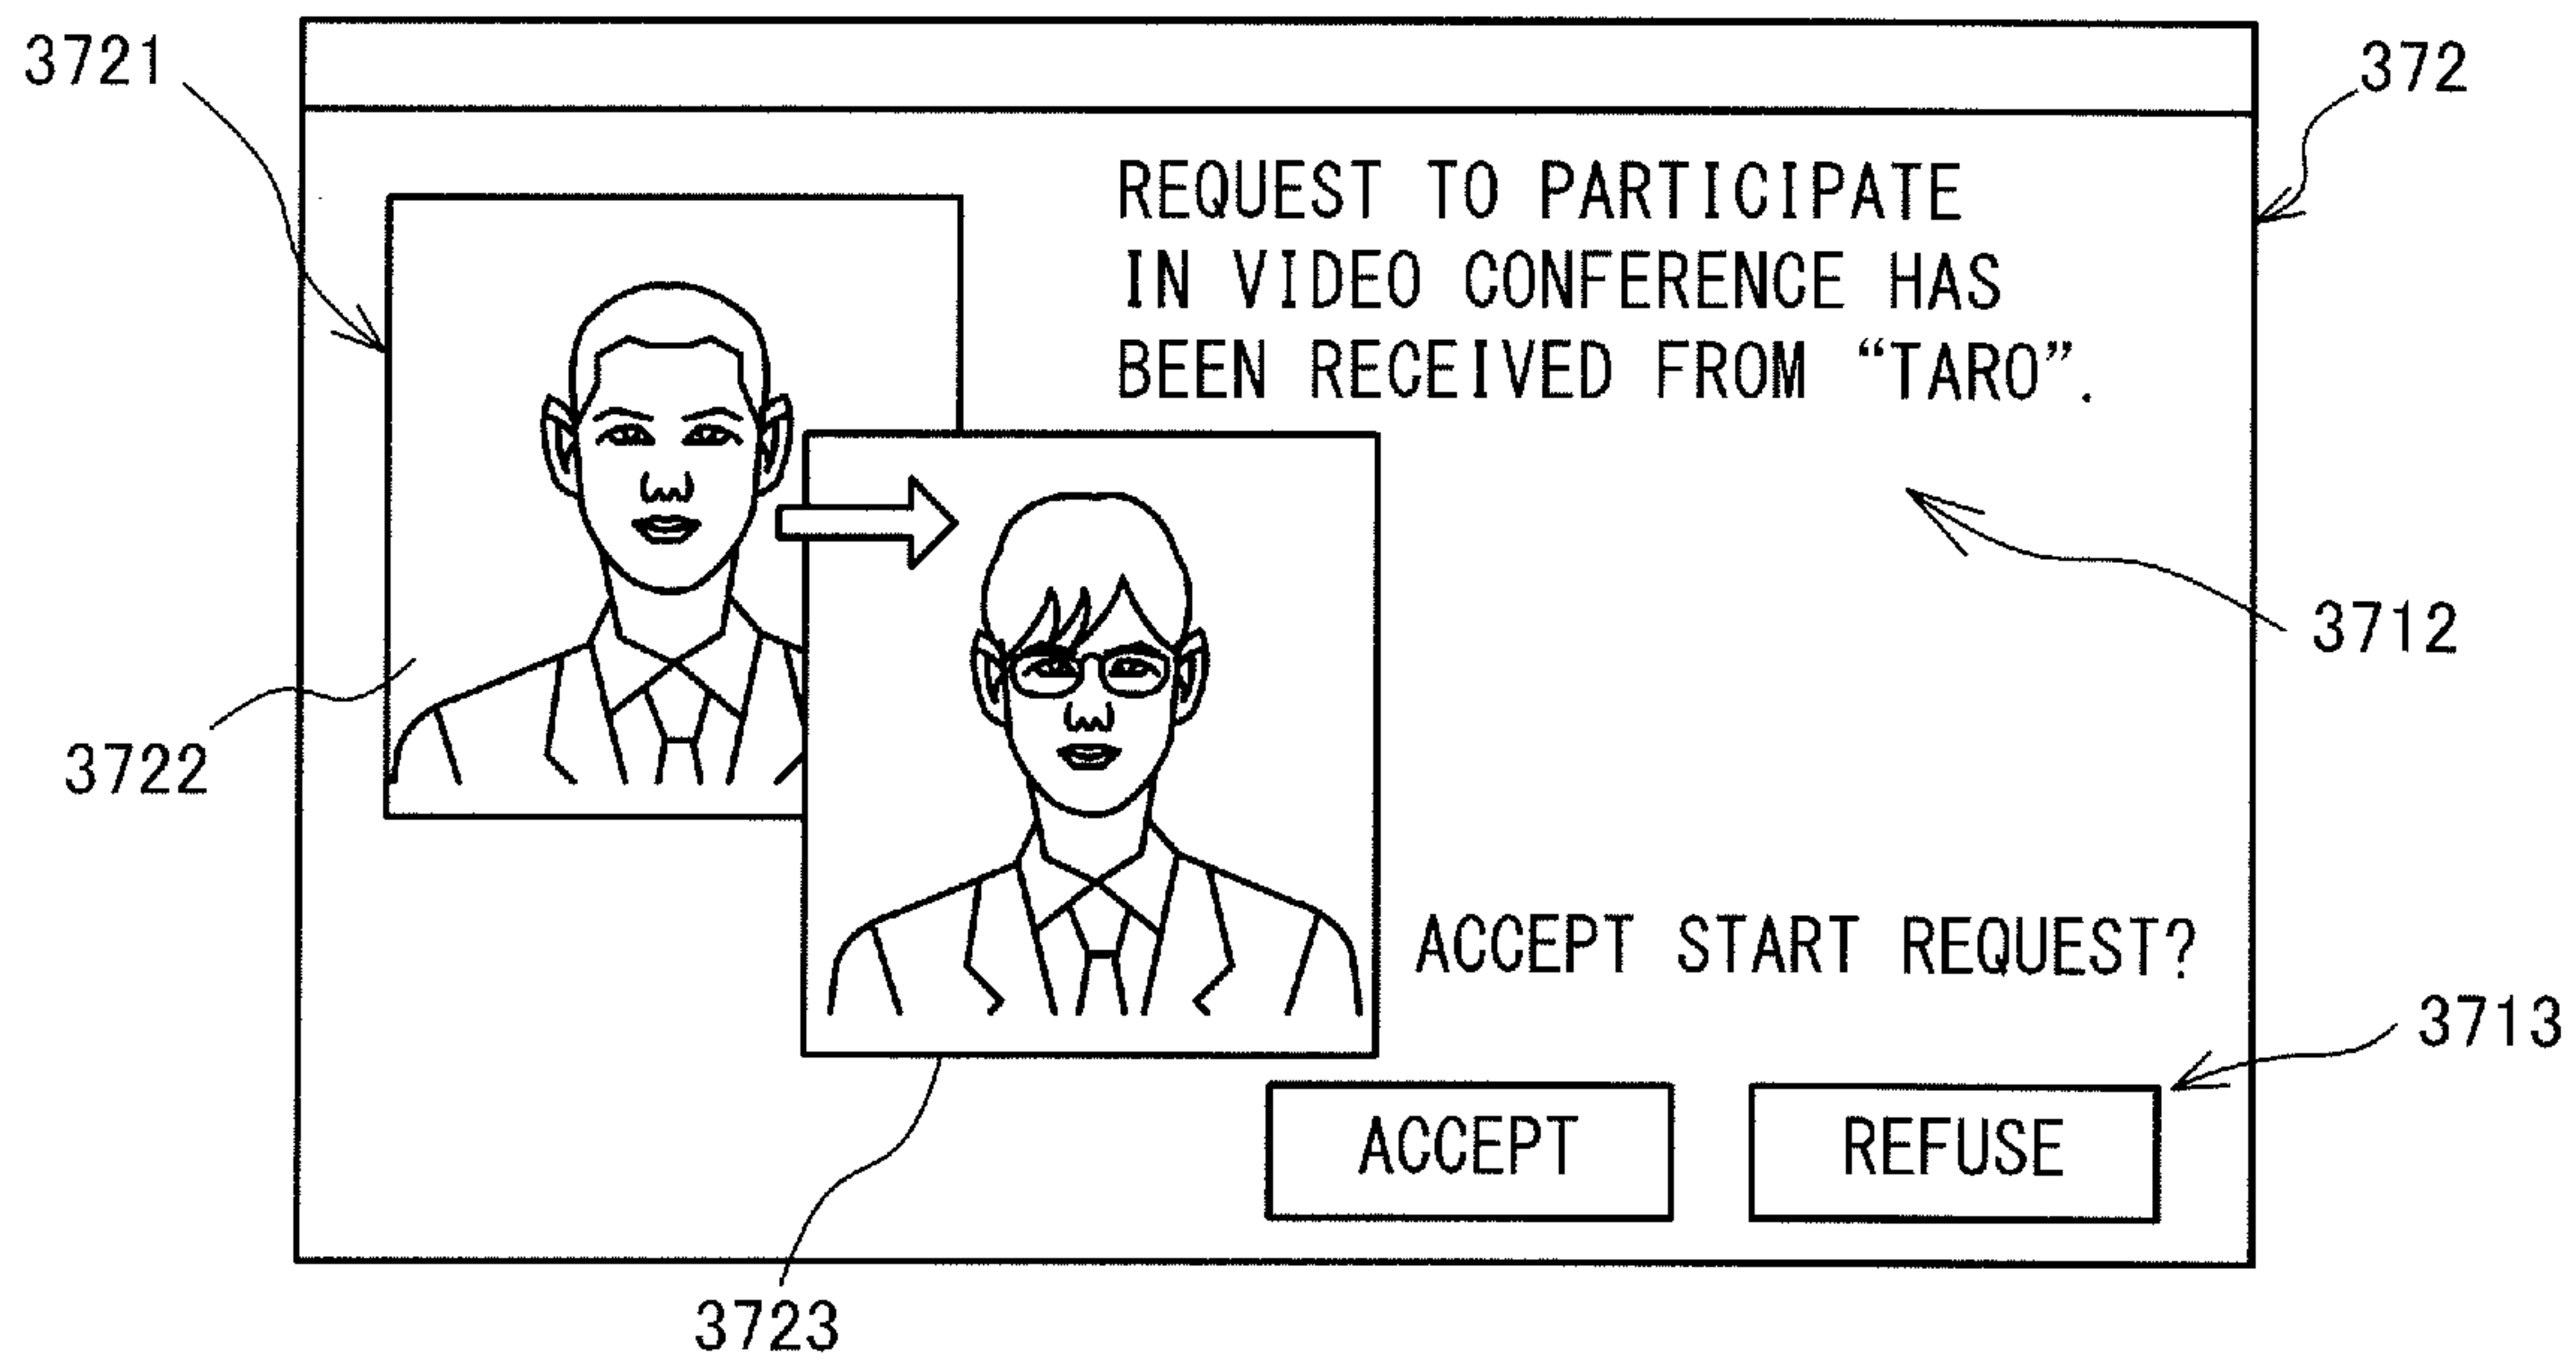 3721
372
REQUEST TO PARTICIPATE
IN VIDEO CONFERENCE HAS
BEEN RECEIVED FROM “TARO”.
3712
3722
ACCEPT START REQUEST?
3713
ACCEPT
REFUSE
3723